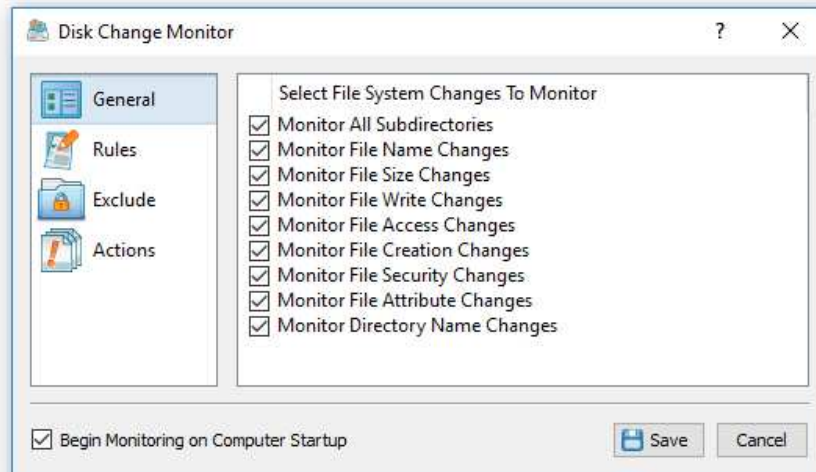 Disk Change Monitor
?
General
Rules
Exclude
Actions
Select File System Changes To Monitor
Monitor All Subdirectories
Monitor File Name Changes
Monitor File Size Changes
Monitor File Write Changes
Monitor File Access Changes
Monitor File Creation Changes
Monitor File Security Changes
Monitor File Attribute Changes
Monitor Directory Name Changes
Begin Monitoring on Computer Startup
Save
Cancel